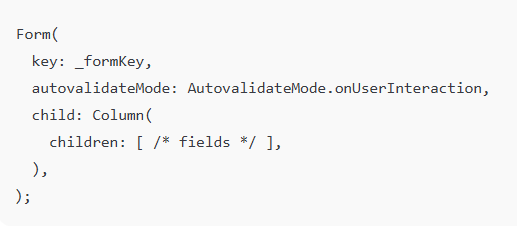 Form(
  key: _formKey,
  autovalidateMode: AutovalidateMode.onUserInteraction,
  child: Column(
    children: [ /* fields */ ],
  ),
);